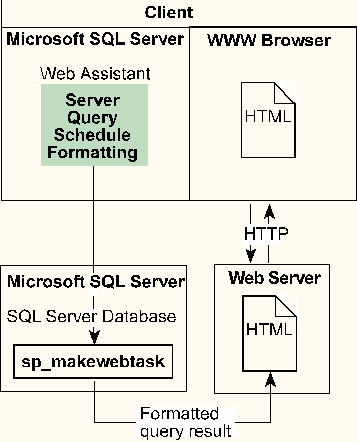 Client
Microsoft SQL Server
WWW Browser
Web Assistant
Server
Query
Schedule
Formatting
HTML
HTTP
Microsoft SQL Server
SQL Server Database
sp_makewebtask
Web Server
HTML
Formatted
query result